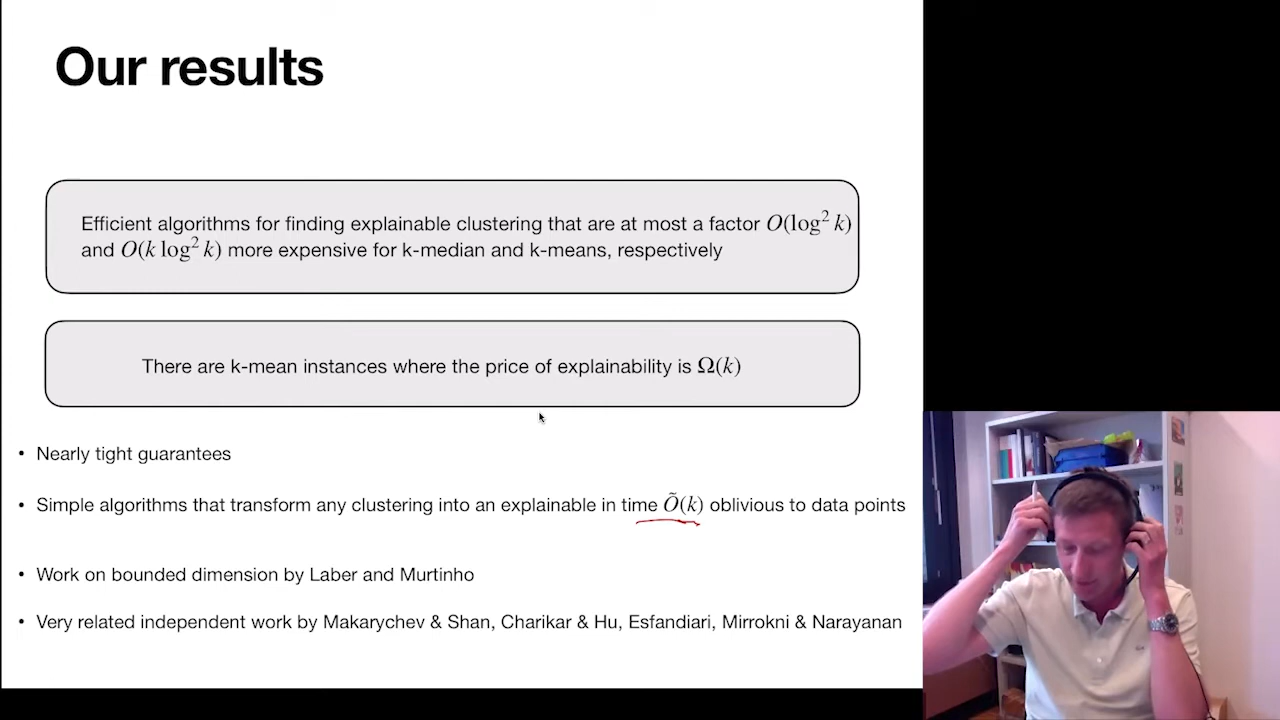 Our results
Efficient algorithms for finding explainable clustering that are at most a factor O(log² k)
and O(k log² k) more expensive for k-median and k-means, respectively
There are k-mean instances where the price of explainability is Ω(k)
• Nearly tight guarantees
• Simple algorithms that transform any clustering into an explainable in time Õ(k) oblivious to data points
• Work on bounded dimension by Laber and Murtinho
• Very related independent work by Makarychev & Shan, Charikar & Hu, Esfandiari, Mirrokni & Narayanan